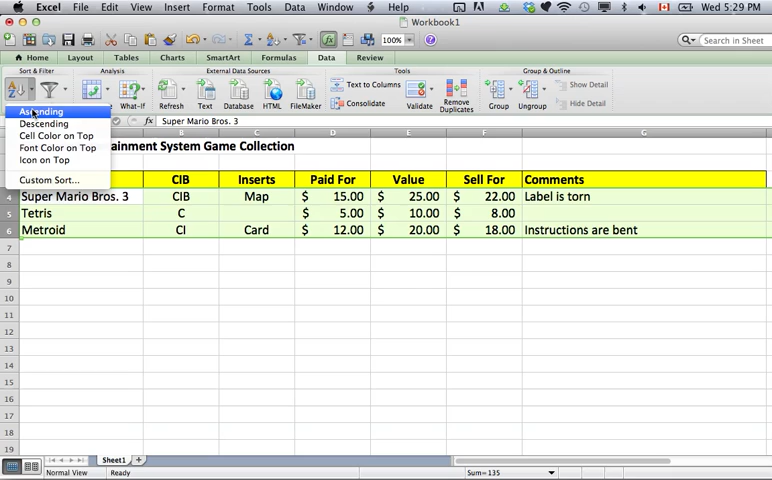 Excel File Edit View Insert Format Tools Data Window Help Wed 5:29 PM
Workbook1
100% Search in Sheet
Home Layout Tables Charts SmartArt Formulas Data Review
Sort & Filter Analysis External Data Sources Tools Group & Outline
What-If Refresh Text Database HTML FileMaker Text to Columns Consolidate Validate Remove Duplicates Group Ungroup Show Detail Hide Detail
Ascending
Descending
Cell Color on Top
Font Color on Top
Icon on Top
Custom Sort...
fx Super Mario Bros. 3
B C D E F G
ainment System Game Collection
CIB Inserts Paid For Value Sell For Comments
4 Super Mario Bros. 3 CIB Map $ 15.00 $ 25.00 $ 22.00 Label is torn
5 Tetris C $ 5.00 $ 10.00 $ 8.00
6 Metroid CI Card $ 12.00 $ 20.00 $ 18.00 Instructions are bent
7
8
9
10
11
12
13
14
15
16
17
18
19
Sheet1
Normal View Ready Sum=135